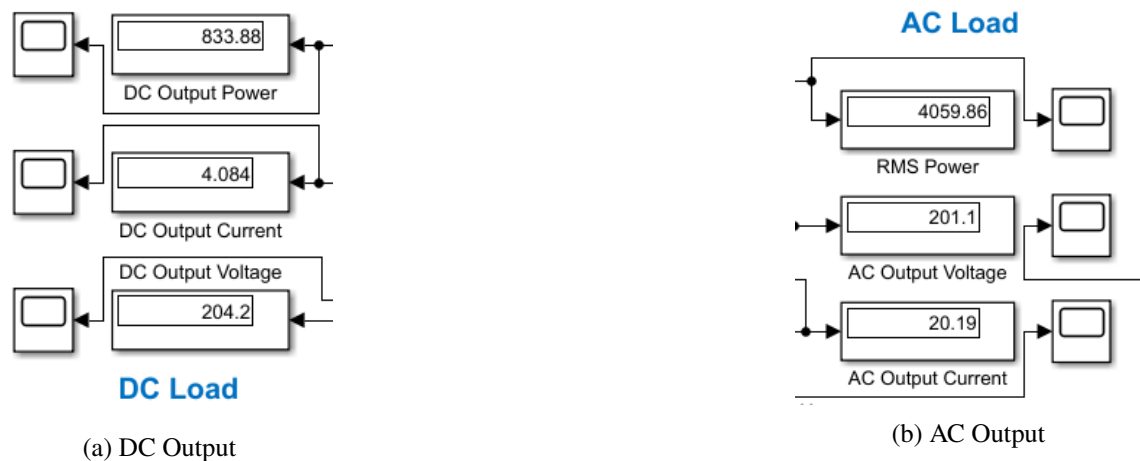 833.88
DC Output Power
4.084
DC Output Current
DC Output Voltage
204.2
DC Load
(a) DC Output
AC Load
4059.86
RMS Power
201.1
AC Output Voltage
20.19
AC Output Current
(b) AC Output